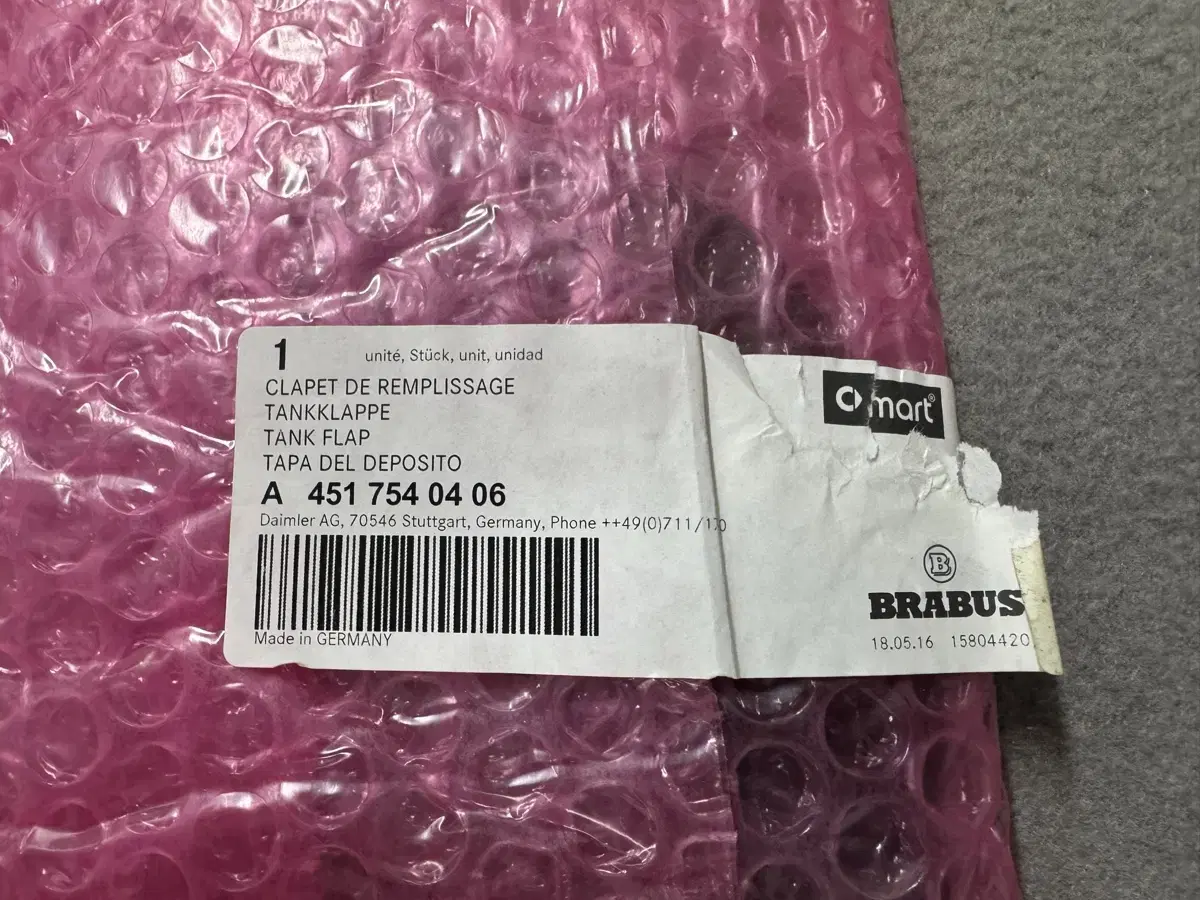 1 unité, Stück, unit, unidad
CLAPET DE REMPLISSAGE
TANKKLAPPE
TANK FLAP
TAPA DEL DEPOSITO
A 451 754 04 06
Daimler AG, 70546 Stuttgart, Germany, Phone ++49(0)711/170
Made in GERMANY
smart®
B
BRABUS
18.05.16 15804420